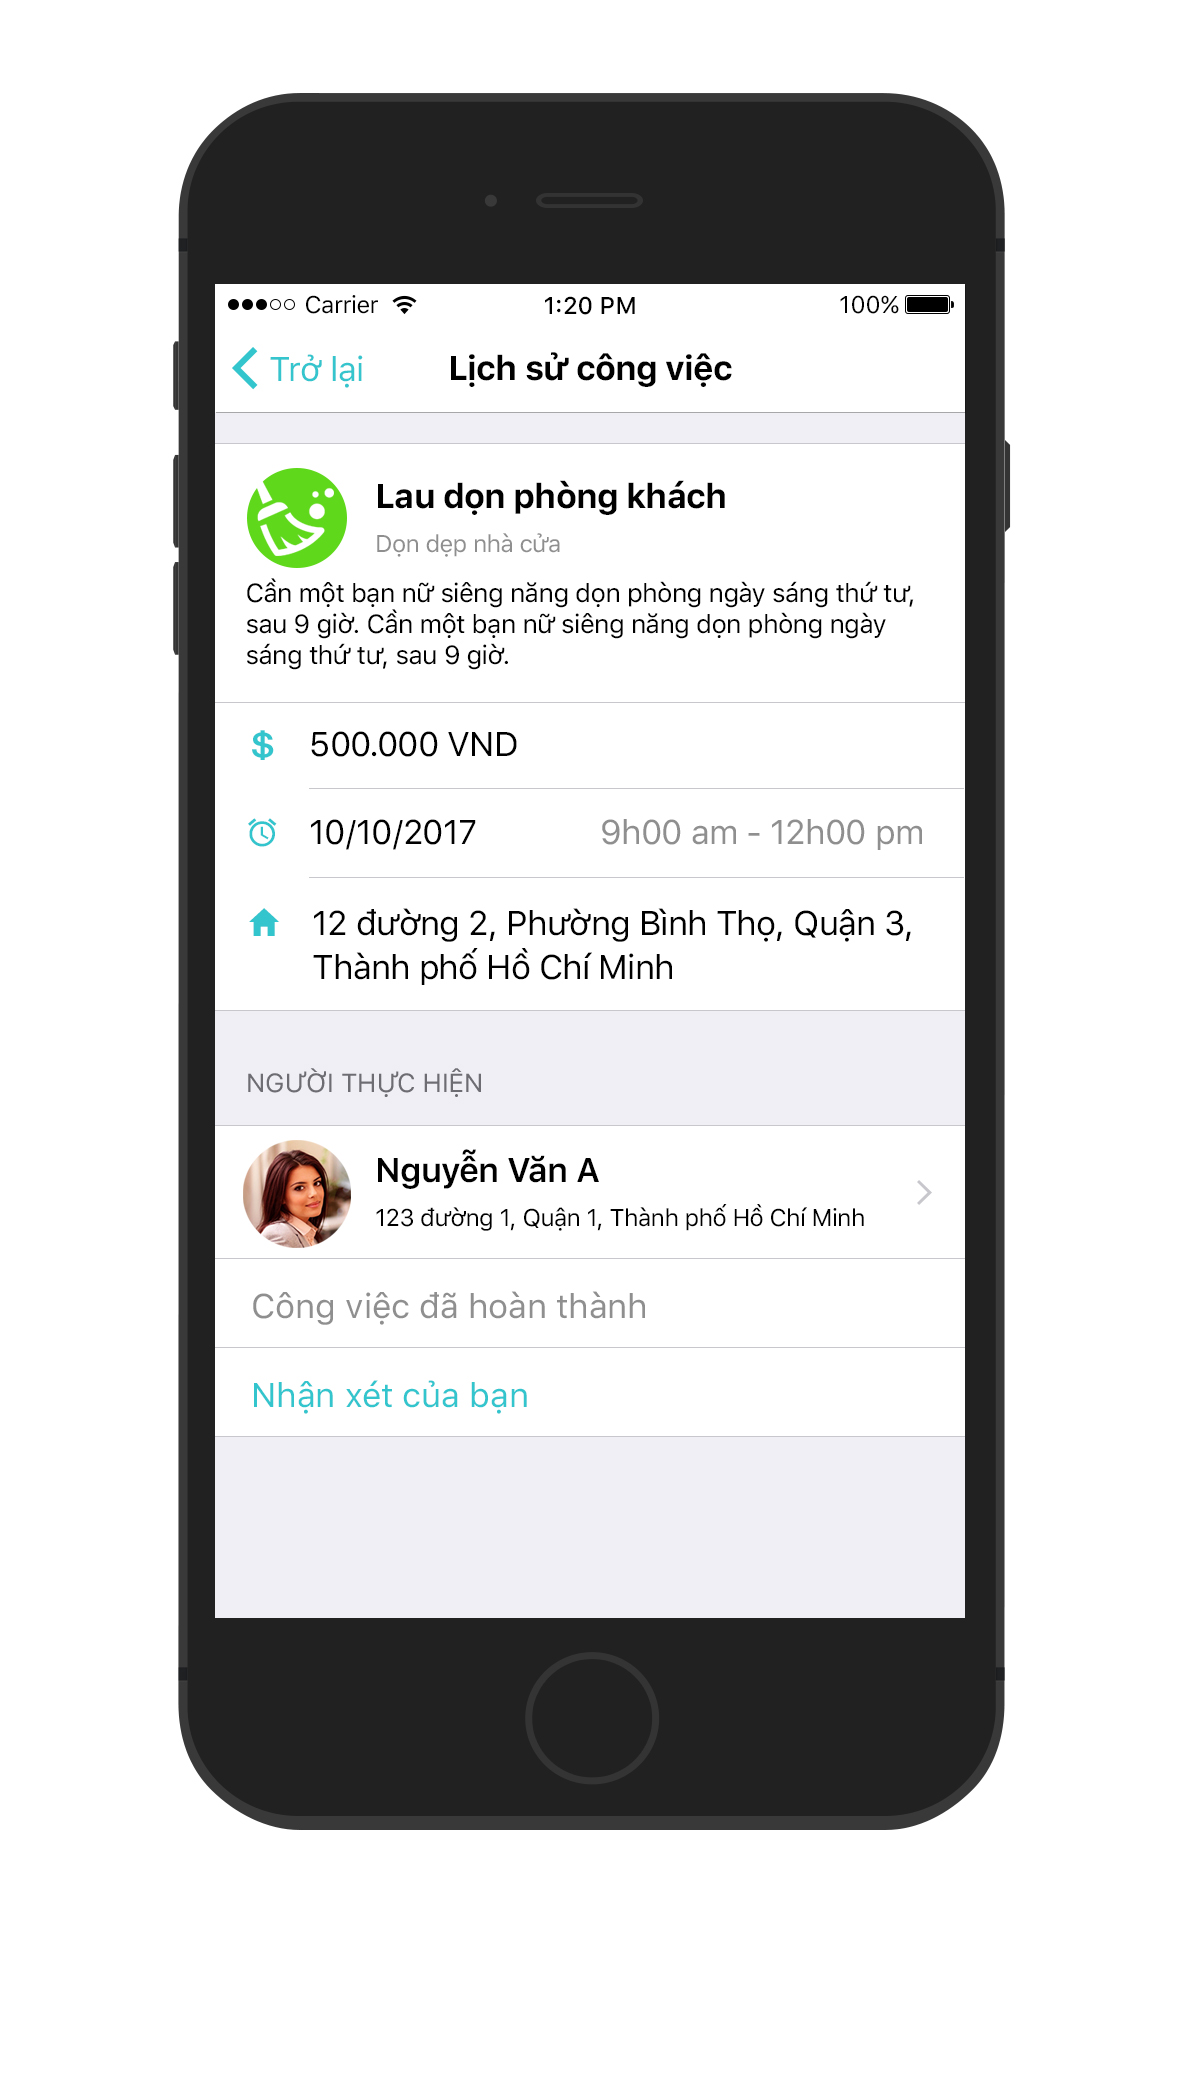 Carrier 1:20 PM 100%
Trở lại Lịch sử công việc
Lau dọn phòng khách
Dọn dẹp nhà cửa
Cần một bạn nữ siêng năng dọn phòng ngày sáng thứ tư,
sau 9 giờ. Cần một bạn nữ siêng năng dọn phòng ngày
sáng thứ tư, sau 9 giờ.
$ 500.000 VND
10/10/2017 9h00 am - 12h00 pm
12 đường 2, Phường Bình Thọ, Quận 3,
Thành phố Hồ Chí Minh
NGƯỜI THỰC HIỆN
Nguyễn Văn A
123 đường 1, Quận 1, Thành phố Hồ Chí Minh
Công việc đã hoàn thành
Nhận xét của bạn